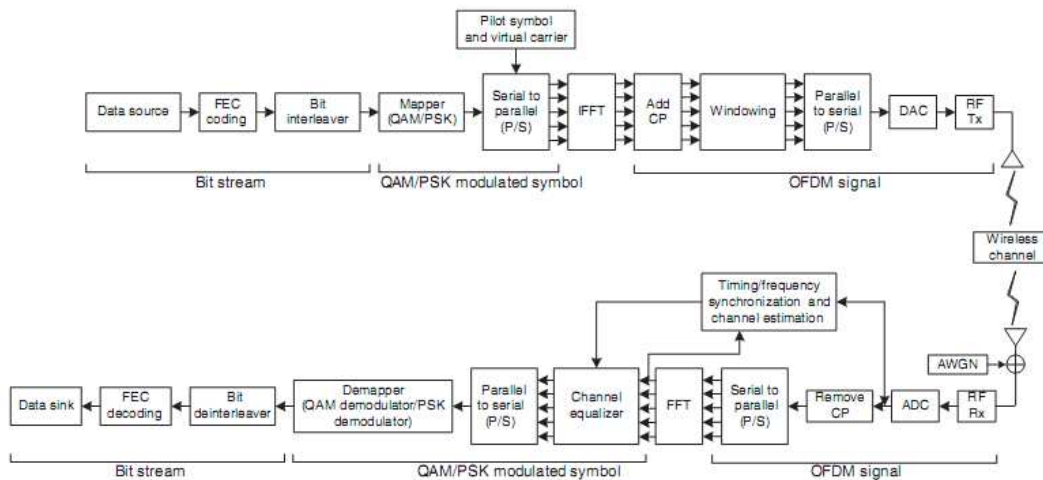 Pilot symbol
and virtual carrier
Data source
FEC
coding
Bit
interleaver
Mapper
(QAM/PSK)
Serial to
parallel
(P/S)
IFFT
Add
CP
Windowing
Parallel
to serial
(P/S)
DAC
RF
Tx
Bit stream
QAM/PSK modulated symbol
OFDM signal
Wireless
channel
Timing/frequency
synchronization and
channel estimation
AWGN
Data sink
FEC
decoding
Bit
deinterleaver
Demapper
(QAM demodulator/PSK
demodulator)
Parallel
to serial
(P/S)
Channel
equalizer
FFT
Serial to
parallel
(P/S)
Remove
CP
ADC
RF
Rx
Bit stream
QAM/PSK modulated symbol
OFDM signal